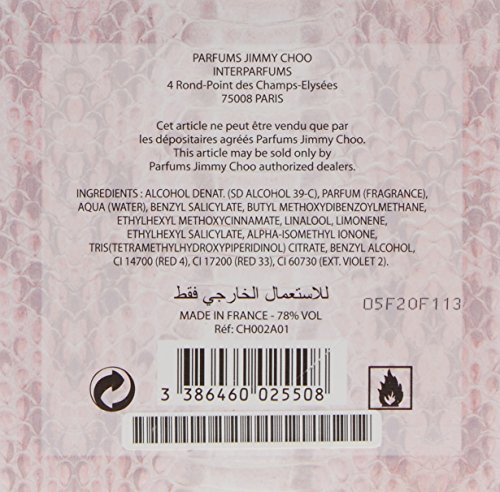 PARFUMS JIMMY CHOO
INTERPARFUMS
4 Rond-Point des Champs-Elysées
75008 PARIS
Cet article ne peut être vendu que par
les dépositaires agréés Parfums Jimmy Choo.
This article may be sold only by
Parfums Jimmy Choo authorized dealers.
INGREDIENTS : ALCOHOL DENAT. (SD ALCOHOL 39-C), PARFUM (FRAGRANCE),
AQUA (WATER), BENZYL SALICYLATE, BUTYL METHOXYDIBENZOYLMETHANE,
ETHYLHEXYL METHOXYCINNAMATE, LINALOOL, LIMONENE,
ETHYLHEXYL SALICYLATE, ALPHA-ISOMETHYL IONONE,
TRIS(TETRAMETHYLHYDROXYPIPERIDINOL) CITRATE, BENZYL ALCOHOL,
CI 14700 (RED 4), CI 17200 (RED 33), CI 60730 (EXT. VIOLET 2).
للاستعمال الخارجي فقط
05F20F113
MADE IN FRANCE - 78% VOL
Réf: CH002A01
3 386460 025508